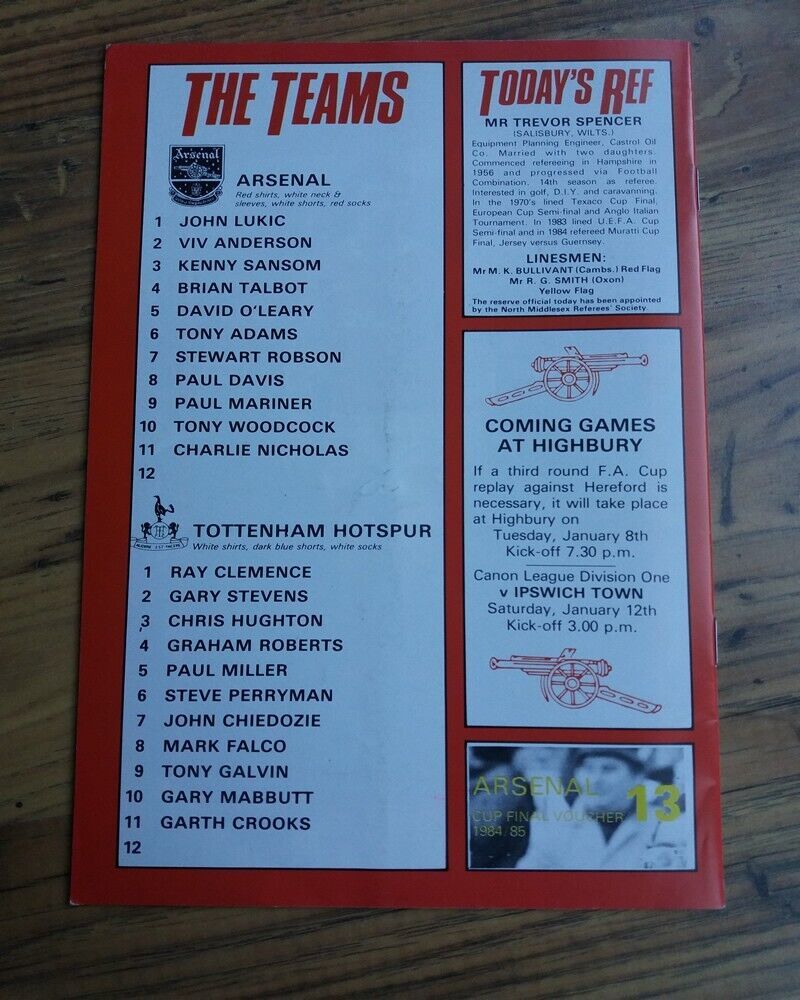 THE TEAMS
Arsenal
ARSENAL
Red shirts, white neck &
sleeves, white shorts, red socks
1 JOHN LUKIC
2 VIV ANDERSON
3 KENNY SANSOM
4 BRIAN TALBOT
5 DAVID O'LEARY
6 TONY ADAMS
7 STEWART ROBSON
8 PAUL DAVIS
9 PAUL MARINER
10 TONY WOODCOCK
11 CHARLIE NICHOLAS
12
TOTTENHAM HOTSPUR
White shirts, dark blue shorts, white socks
1 RAY CLEMENCE
2 GARY STEVENS
3 CHRIS HUGHTON
4 GRAHAM ROBERTS
5 PAUL MILLER
6 STEVE PERRYMAN
7 JOHN CHIEDOZIE
8 MARK FALCO
9 TONY GALVIN
10 GARY MABBUTT
11 GARTH CROOKS
12
TODAY'S REF
MR TREVOR SPENCER
(SALISBURY, WILTS.)
Equipment Planning Engineer, Castrol Oil
Co. Married with two daughters.
Commenced refereeing in Hampshire in
1956 and progressed via Football
Combination. 14th season as referee.
Interested in golf, D.I.Y. and caravanning.
In the 1970's lined Texaco Cup Final,
European Cup Semi-final and Anglo Italian
Tournament. In 1983 lined U.E.F.A. Cup
Semi-final and in 1984 refereed Muratti Cup
Final, Jersey versus Guernsey.
LINESMEN:
Mr M. K. BULLIVANT (Cambs.) Red Flag
Mr R. G. SMITH (Oxon)
Yellow Flag
The reserve official today has been appointed
by the North Middlesex Referees' Society.
COMING GAMES
AT HIGHBURY
If a third round F.A. Cup
replay against Hereford is
necessary, it will take place
at Highbury on
Tuesday, January 8th
Kick-off 7.30 p.m.
Canon League Division One
v IPSWICH TOWN
Saturday, January 12th
Kick-off 3.00 p.m.
ARSENAL
CUP FINAL VOUCHER 13
1984/85